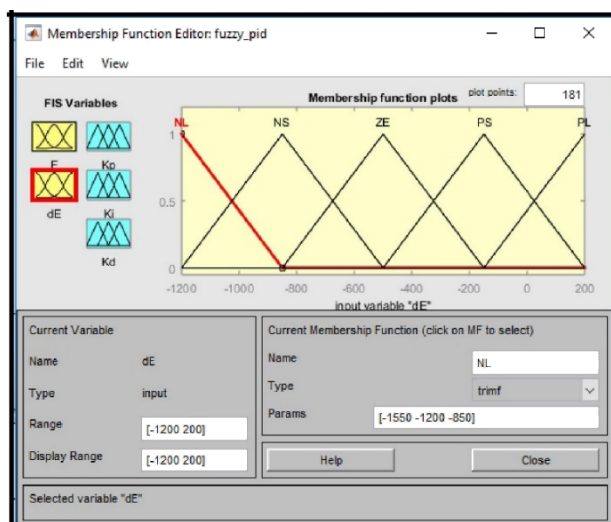 Membership Function Editor: fuzzy_pid
File Edit View
FIS Variables
Membership function plots
plot points:
181
E
Kp
dE
Ki
Kd
NL
NS
ZE
PS
PL
1
0.5
0
-1200
-1000
-800
-600
-400
-200
0
200
input variable "dE"
Current Variable
Name dE
Type input
Range [-1200 200]
Display Range [-1200 200]
Current Membership Function (click on MF to select)
Name NL
Type trimf
Params [-1550 -1200 -850]
Help
Close
Selected variable "dE"